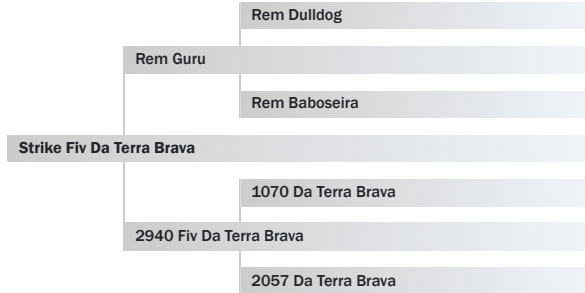 Rem Dulldog
Rem Guru
Rem Baboseira
Strike Fiv Da Terra Brava
1070 Da Terra Brava
2940 Fiv Da Terra Brava
2057 Da Terra Brava